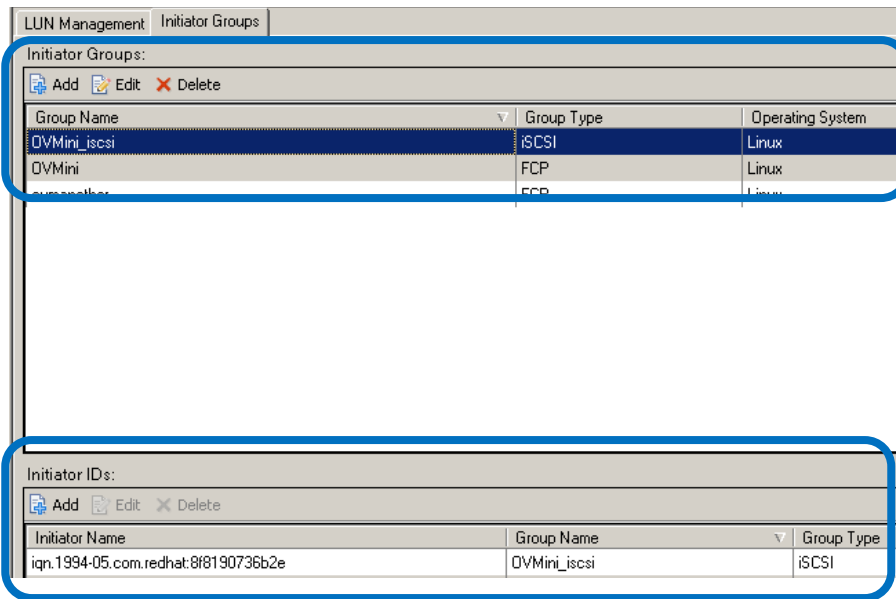 LUN Management Initiator Groups
Initiator Groups:
Add Edit Delete
Group Name Group Type Operating System
OVMini_iscsi iSCSI Linux
OVMini FCP Linux
FCP Linux
Initiator IDs:
Add Edit Delete
Initiator Name Group Name Group Type
iqn.1994-05.com.redhat:8f8190736b2e OVMini_iscsi iSCSI